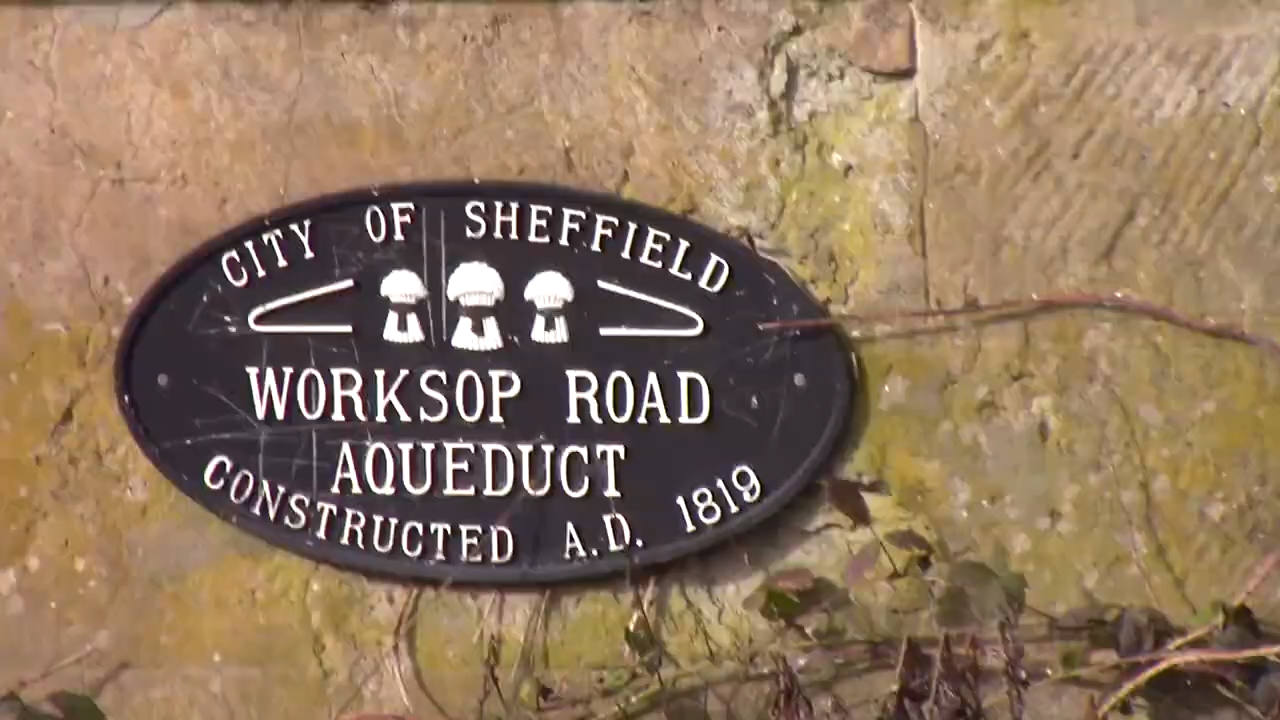 CITY OF SHEFFIELD
WORKSOP ROAD
AQUEDUCT
CONSTRUCTED A.D. 1819